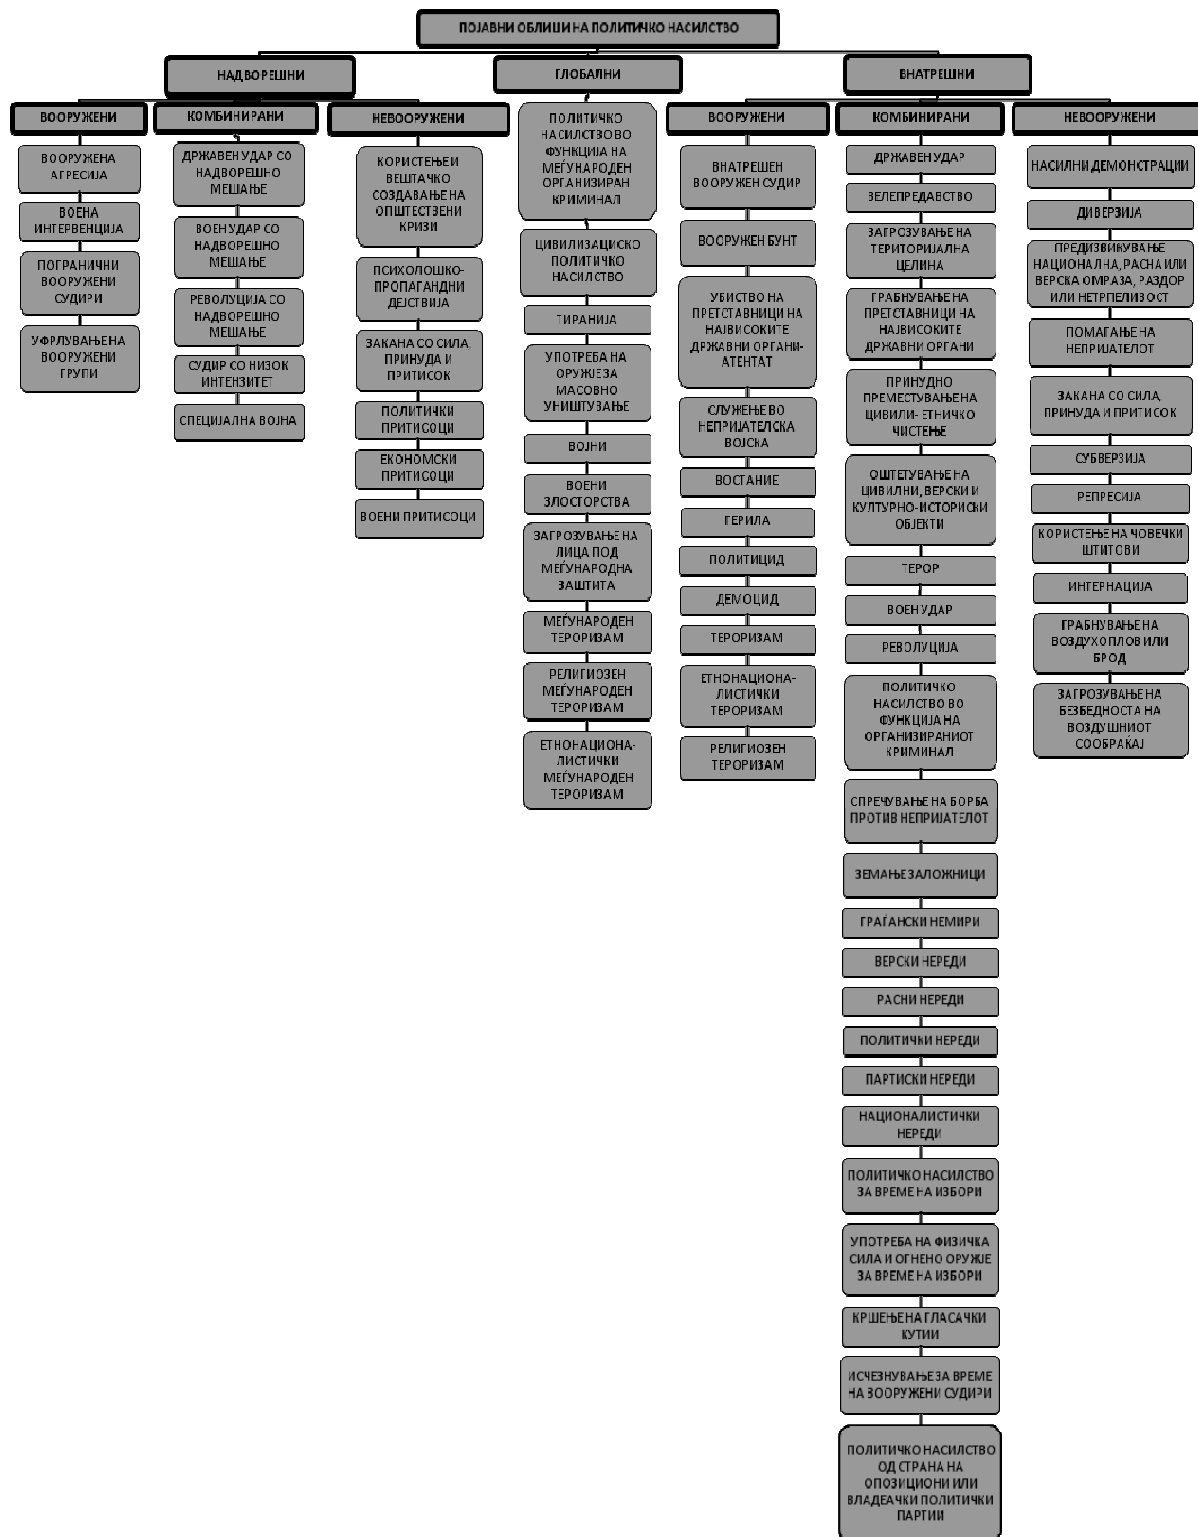 ПОЈАВНИ ОБЛИЦИ НА ПОЛИТИЧКО НАСИЛСТВО
НАДВОРЕШНИ
ВООРУЖЕНИ
ВООРУЖЕНА
АГРЕСИЈА
ВОЕНА
ИНТЕРВЕНЦИЈА
ПОГРАНИЧНИ
ВООРУЖЕНИ
СУДИРИ
УФРЛУВАЊЕ НА
ВООРУЖЕНИ
ГРУПИ
КОМБИНИРАНИ
ДРЖАВЕН УДАР СО
НАДВОРЕШНО
МЕШАЊЕ
ВОЕН УДАР СО
НАДВОРЕШНО
МЕШАЊЕ
РЕВОЛУЦИЈА СО
НАДВОРЕШНО
МЕШАЊЕ
СУДИР СО НИЗОК
ИНТЕНЗИТЕТ
СПЕЦИЈАЛНА ВОЈНА
НЕВООРУЖЕНИ
КОРИСТЕЊЕ И
ВЕШТАЧКО
СОЗДАВАЊЕ НА
ОПШТЕСТВЕНИ
КРИЗИ
ПСИХОЛОШКО-
ПРОПАГАНДНИ
ДЕЈСТВИЈА
ЗАКАНА СО СИЛА,
ПРИНУДА И
ПРИТИСОК
ПОЛИТИЧКИ
ПРИТИСОЦИ
ЕКОНОМСКИ
ПРИТИСОЦИ
ВОЕНИ ПРИТИСОЦИ
ГЛОБАЛНИ
ПОЛИТИЧКО
НАСИЛСТВО ВО
ФУНКЦИЈА НА
МЕЃУНАРОДЕН
ОРГАНИЗИРАН
КРИМИНАЛ
ЦИВИЛИЗАЦИСКО
ПОЛИТИЧКО
НАСИЛСТВО
ТИРАНИЈА
УПОТРЕБА НА
ОРУЖЈЕ ЗА
МАСОВНО
УНИШТУВАЊЕ
ВОЈНИ
ВОЕНИ
ЗЛОСТОРСТВА
ЗАГРОЗУВАЊЕ НА
ЛИЦА ПОД
МЕЃУНАРОДНА
ЗАШТИТА
МЕЃУНАРОДЕН
ТЕРОРИЗАМ
РЕЛИГИОЗЕН
МЕЃУНАРОДЕН
ТЕРОРИЗАМ
ЕТНОНАЦИОНА-
ЛИСТИЧКИ
МЕЃУНАРОДЕН
ТЕРОРИЗАМ
ВНАТРЕШНИ
ВООРУЖЕНИ
ВНАТРЕШЕН
ВООРУЖЕН СУДИР
ВООРУЖЕН БУНТ
УБИСТВО НА
ПРЕТСТАВНИЦИ НА
НАЈВИСОКИТЕ
ДРЖАВНИ ОРГАНИ-
АТЕНТАТ
СЛУЖЕЊЕ ВО
НЕПРИЈАТЕЛСКА
ВОЈСКА
ВОСТАНИЕ
ГЕРИЛА
ПОЛИТИЦИД
ДЕМОЦИД
ТЕРОРИЗАМ
ЕТНОНАЦИОНА-
ЛИСТИЧКИ
ТЕРОРИЗАМ
РЕЛИГИОЗЕН
ТЕРОРИЗАМ
КОМБИНИРАНИ
ДРЖАВЕН УДАР
ВЕЛЕПРЕДАВСТВО
ЗАГРОЗУВАЊЕ НА
ТЕРИТОРИЈАЛНА
ЦЕЛИНА
ГРАБНУВАЊЕ НА
ПРЕТСТАВНИЦИ НА
НАЈВИСОКИТЕ
ДРЖАВНИ ОРГАНИ
ПРИНУДНО
ПРЕМЕСТУВАЊЕ НА
ЦИВИЛИ-ЕТНИЧКО
ЧИСТЕЊЕ
ОШТЕТУВАЊЕ НА
ЦИВИЛНИ, ВЕРСКИ И
КУЛТУРНО-ИСТОРИСКИ
ОБЈЕКТИ
ТЕРОР
ВОЕН УДАР
РЕВОЛУЦИЈА
ПОЛИТИЧКО
НАСИЛСТВО ВО
ФУНКЦИЈА НА
ОРГАНИЗИРАНИОТ
КРИМИНАЛ
СПРЕЧУВАЊЕ НА БОРБА
ПРОТИВ НЕПРИЈАТЕЛОТ
ЗЕМАЊЕ ЗАЛОЖНИЦИ
ГРАЃАНСКИ НЕМИРИ
ВЕРСКИ НЕРЕДИ
РАСНИ НЕРЕДИ
ПОЛИТИЧКИ НЕРЕДИ
ПАРТИСКИ НЕРЕДИ
НАЦИОНАЛИСТИЧКИ
НЕРЕДИ
ПОЛИТИЧКО НАСИЛСТВО
ЗА ВРЕМЕ НА ИЗБОРИ
УПОТРЕБА НА ФИЗИЧКА
СИЛА И ОГНЕНО ОРУЖЈЕ
ЗА ВРЕМЕ НА ИЗБОРИ
КРШЕЊЕ НА ГЛАСАЧКИ
КУТИИ
ИСЧЕЗНУВАЊЕ ЗА ВРЕМЕ
НА ВООРУЖЕНИ СУДИРИ
ПОЛИТИЧКО НАСИЛСТВО
ОД СТРАНА НА
ОПОЗИЦИОНИ ИЛИ
ВЛАДЕАЧКИ ПОЛИТИЧКИ
ПАРТИИ
НЕВООРУЖЕНИ
НАСИЛНИ ДЕМОНСТРАЦИИ
ДИВЕРЗИЈА
ПРЕДИЗВИКУВАЊЕ
НАЦИОНАЛНА, РАСНА ИЛИ
ВЕРСКА ОМРАЗА, РАЗДОР
ИЛИ НЕТРПЕЛИВОСТ
ПОМАГАЊЕ НА
НЕПРИЈАТЕЛОТ
ЗАКАНА СО СИЛА,
ПРИНУДА И ПРИТИСОК
СУБВЕРЗИЈА
РЕПРЕСИЈА
КОРИСТЕЊЕ НА ЧОВЕЧКИ
ШТИТОВИ
ИНТЕРНАЦИЈА
ГРАБНУВАЊЕ НА
ВОЗДУХОПЛОВ ИЛИ
БРОД
ЗАГРОЗУВАЊЕ НА
БЕЗБЕДНОСТА НА
ВОЗДУШНИОТ
СООБРАЌАЈ